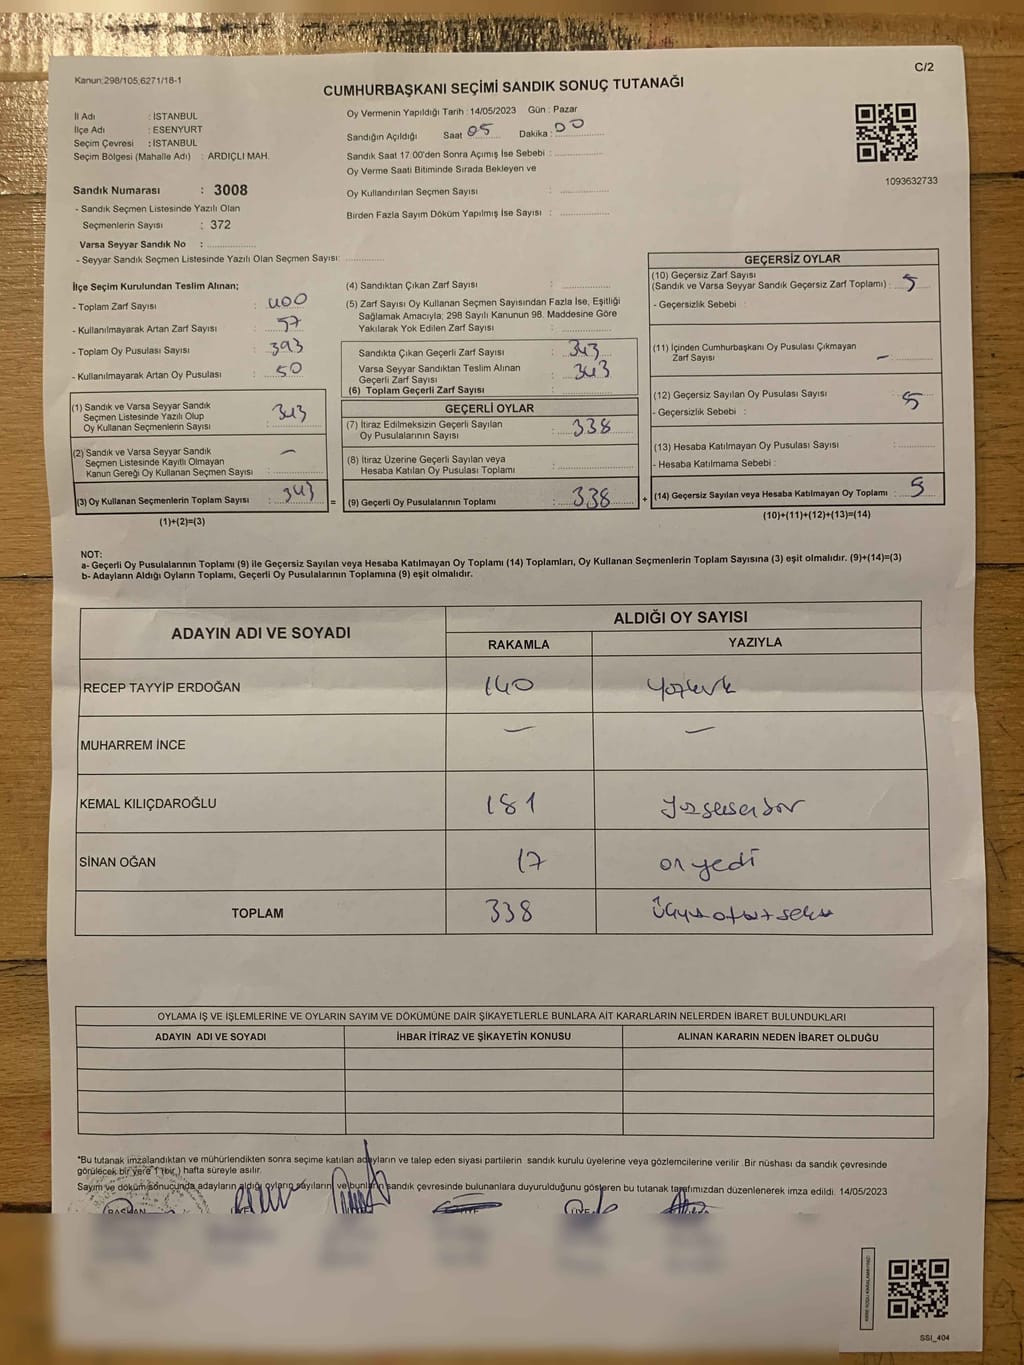 Kanun:298/105,6271/18-1
C/2
CUMHURBAŞKANI SEÇİMİ SANDIK SONUÇ TUTANAĞI
İl Adı : İSTANBUL
İlçe Adı : ESENYURT
Seçim Çevresi : İSTANBUL
Seçim Bölgesi (Mahalle Adı) : ARDIÇLI MAH.
Sandık Numarası : 3008
- Sandık Seçmen Listesinde Yazılı Olan
Seçmenlerin Sayısı : 372
Varsa Seyyar Sandık No :
- Seyyar Sandık Seçmen Listesinde Yazılı Olan Seçmen Sayısı:
Oy Vermenin Yapıldığı Tarih :14/05/2023 Gün : Pazar
Sandığın Açıldığı Saat 05 Dakika : 00
Sandık Saat 17:00'den Sonra Açımış İse Sebebi :
Oy Verme Saati Bitiminde Sırada Bekleyen ve
Oy Kullandırılan Seçmen Sayısı :
Birden Fazla Sayım Döküm Yapılmış İse Sayısı :
1093632733
İlçe Seçim Kurulundan Teslim Alınan;
- Toplam Zarf Sayısı : 400
- Kullanılmayarak Artan Zarf Sayısı : 57
- Toplam Oy Pusulası Sayısı : 393
- Kullanılmayarak Artan Oy Pusulası : 50
(1) Sandık ve Varsa Seyyar Sandık
Seçmen Listesinde Yazılı Olup
Oy Kullanan Seçmenlerin Sayısı : 343
(2) Sandık ve Varsa Seyyar Sandık
Seçmen Listesinde Kayıtlı Olmayan
Kanun Gereği Oy Kullanan Seçmen Sayısı : –
(3) Oy Kullanan Seçmenlerin Toplam Sayısı : 343
(1)+(2)=(3)
(4) Sandıktan Çıkan Zarf Sayısı :
(5) Zarf Sayısı Oy Kullanan Seçmen Sayısından Fazla İse, Eşitliği
Sağlamak Amacıyla; 298 Sayılı Kanunun 98. Maddesine Göre
Yakılarak Yok Edilen Zarf Sayısı :
Sandıkta Çıkan Geçerli Zarf Sayısı : 343
Varsa Seyyar Sandıktan Teslim Alınan
Geçerli Zarf Sayısı : 343
(6) Toplam Geçerli Zarf Sayısı :
GEÇERLİ OYLAR
(7) İtiraz Edilmeksizin Geçerli Sayılan
Oy Pusulalarının Sayısı : 338
(8) İtiraz Üzerine Geçerli Sayılan veya
Hesaba Katılan Oy Pusulası Toplamı :
= (9) Geçerli Oy Pusulalarının Toplamı : 338
GEÇERSİZ OYLAR
(10) Geçersiz Zarf Sayısı
(Sandık ve Varsa Seyyar Sandık Geçersiz Zarf Toplamı) : 5
- Geçersizlik Sebebi :
(11) İçinden Cumhurbaşkanı Oy Pusulası Çıkmayan
Zarf Sayısı : –
(12) Geçersiz Sayılan Oy Pusulası Sayısı : 5
- Geçersizlik Sebebi :
(13) Hesaba Katılmayan Oy Pusulası Sayısı :
- Hesaba Katılmama Sebebi :
+ (14) Geçersiz Sayılan veya Hesaba Katılmayan Oy Toplamı : 5
(10)+(11)+(12)+(13)=(14)
NOT:
a- Geçerli Oy Pusulalarının Toplamı (9) ile Geçersiz Sayılan veya Hesaba Katılmayan Oy Toplamı (14) Toplamları, Oy Kullanan Seçmenlerin Toplam Sayısına (3) eşit olmalıdır. (9)+(14)=(3)
b- Adayların Aldığı Oyların Toplamı, Geçerli Oy Pusulalarının Toplamına (9) eşit olmalıdır.
ADAYIN ADI VE SOYADI
ALDIĞI OY SAYISI
RAKAMLA YAZIYLA
RECEP TAYYİP ERDOĞAN 140 yüzkırk
MUHARREM İNCE – –
KEMAL KILIÇDAROĞLU 181 yüzseksenbir
SİNAN OĞAN 17 on yedi
TOPLAM 338 üçyüzotuzsekiz
OYLAMA İŞ VE İŞLEMLERİNE VE OYLARIN SAYIM VE DÖKÜMÜNE DAİR ŞİKAYETLERLE BUNLARA AİT KARARLARIN NELERDEN İBARET BULUNDUKLARI
ADAYIN ADI VE SOYADI İHBAR İTİRAZ VE ŞİKAYETİN KONUSU ALINAN KARARIN NEDEN İBARET OLDUĞU
*Bu tutanak imzalandıktan ve mühürlendikten sonra seçime katılan adayların ve talep eden siyasi partilerin sandık kurulu üyelerine veya gözlemcilerine verilir .Bir nüshası da sandık çevresinde
görülecek bir yere 1 (bir) hafta süreyle asılır.
Sayım ve döküm sonucunda adayların aldığı oyların sayıların ve bunların sandık çevresinde bulunanlara duyurulduğunu gösteren bu tutanak tarafımızdan düzenlenerek imza edildi. 14/05/2023
BAŞKAN ÜYE ÜYE
SSI_404